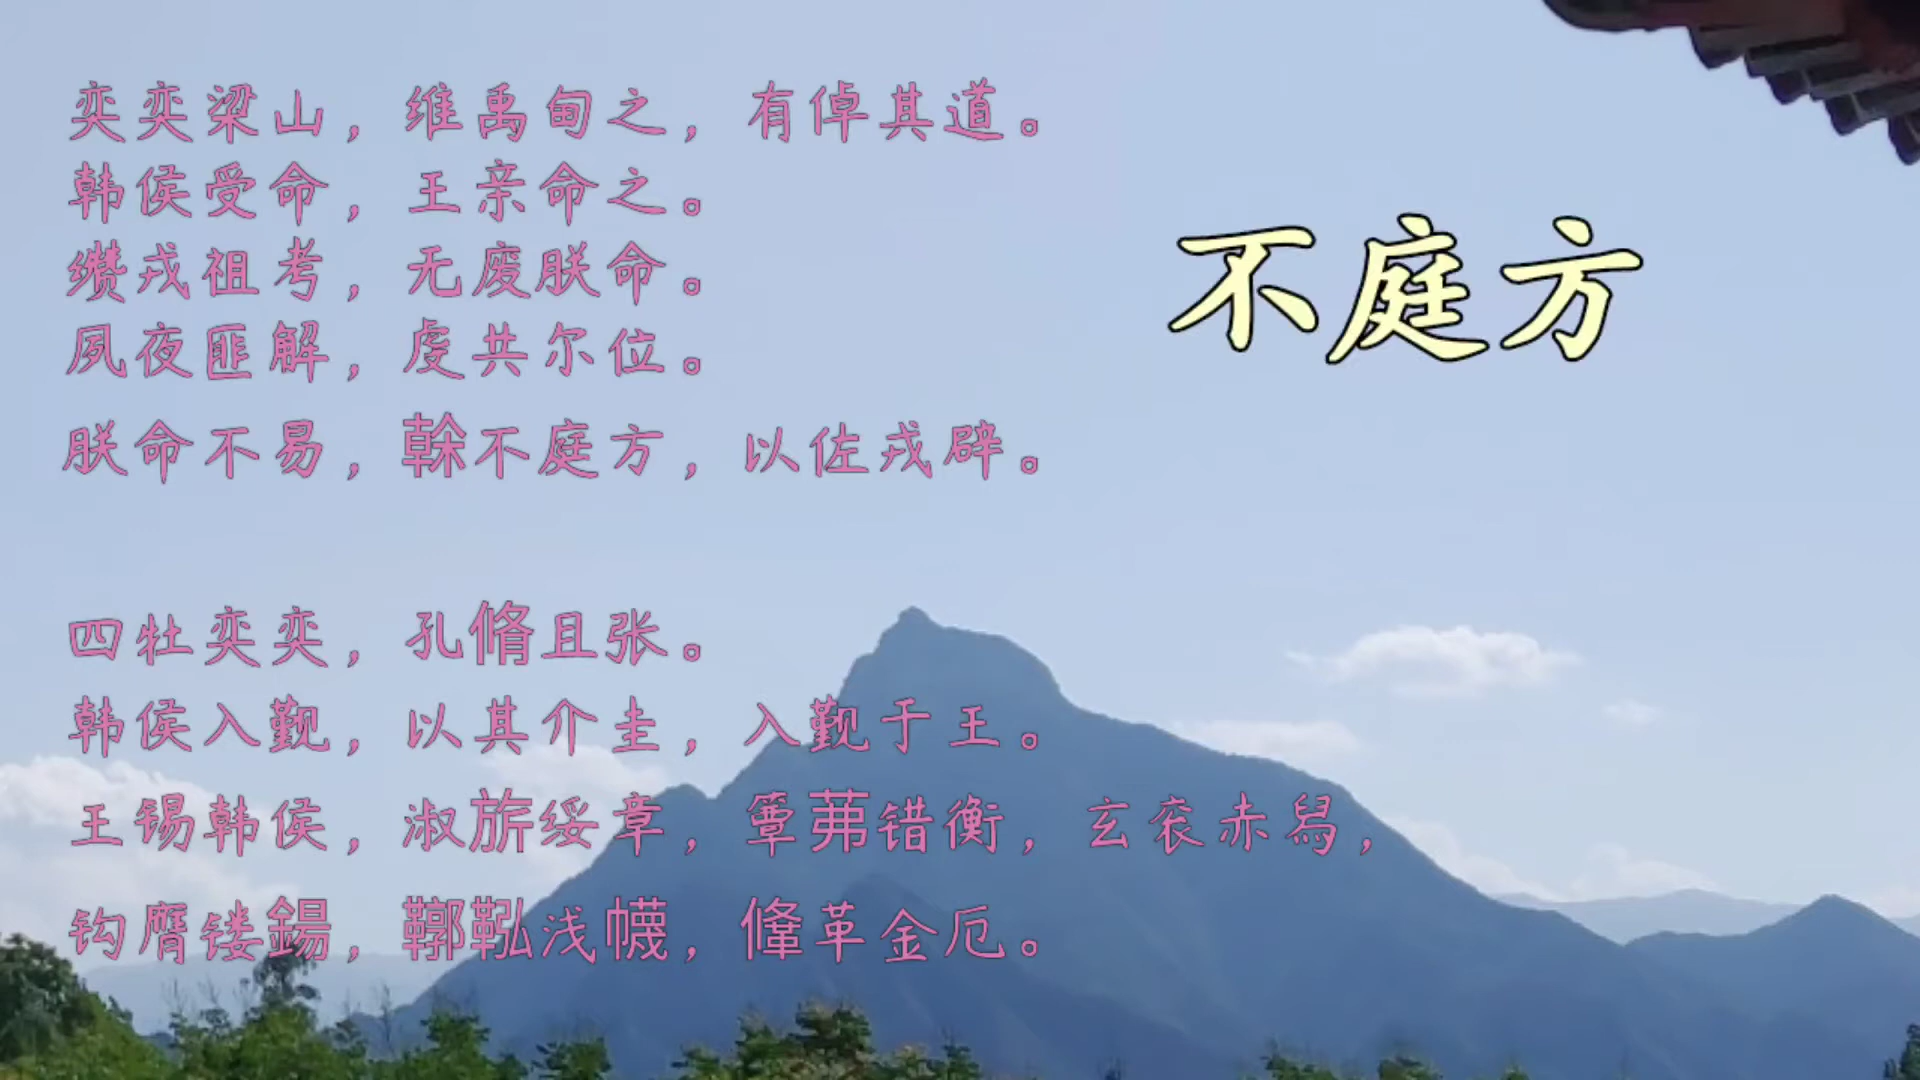 奕奕梁山，维禹甸之，有倬其道。
韩侯受命，王亲命之。
缵戎祖考，无废朕命。
夙夜匪解，虔共尔位。
朕命不易，榦不庭方，以佐戎辟。
不庭方
四牡奕奕，孔脩且张。
韩侯入觐，以其介圭，入觐于王。
王锡韩侯，淑旂绥章，簟茀错衡，玄衮赤舄，
钩膺镂鍚，鞹鞃浅幭，鞗革金厄。